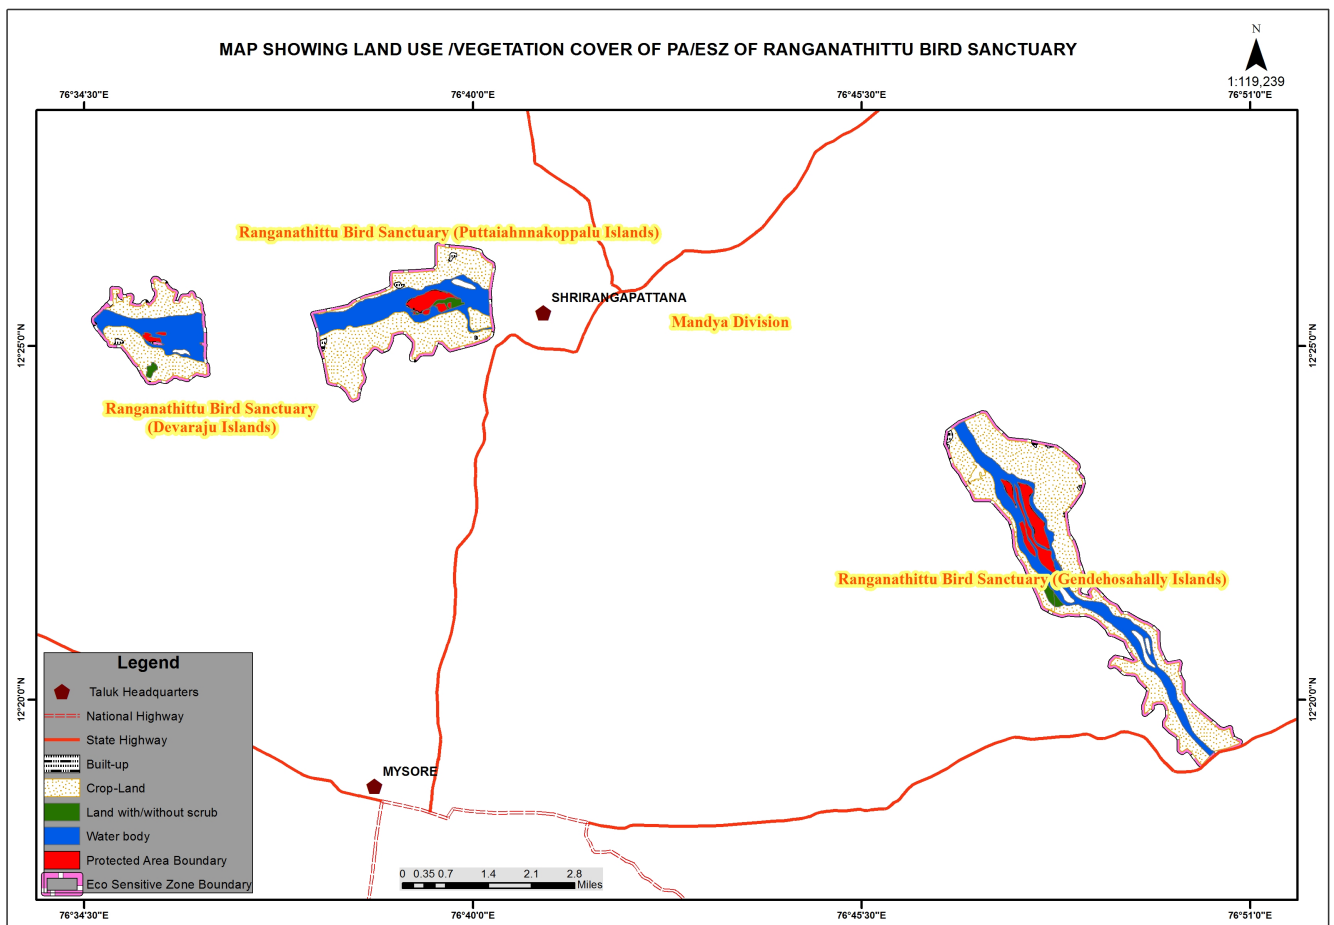 MAP SHOWING LAND USE /VEGETATION COVER OF PA/ESZ OF RANGANATHITTU BIRD SANCTUARY
N
1:119,239
76°34'30"E
76°40'0"E
76°45'30"E
76°51'0"E
Ranganathittu Bird Sanctuary (Puttaiahnnakoppalu Islands)
SHRIRANGAPATTANA
Mandya Division
12°25'0"N
12°25'0"N
Ranganathittu Bird Sanctuary
(Devaraju Islands)
Ranganathittu Bird Sanctuary (Gendehosahally Islands)
12°20'0"N
12°20'0"N
Legend
Taluk Headquarters
National Highway
State Highway
Built-up
Crop-Land
Land with/without scrub
Water body
Protected Area Boundary
Eco Sensitive Zone Boundary
MYSORE
0 0.35 0.7 1.4 2.1 2.8
Miles
76°34'30"E
76°40'0"E
76°45'30"E
76°51'0"E